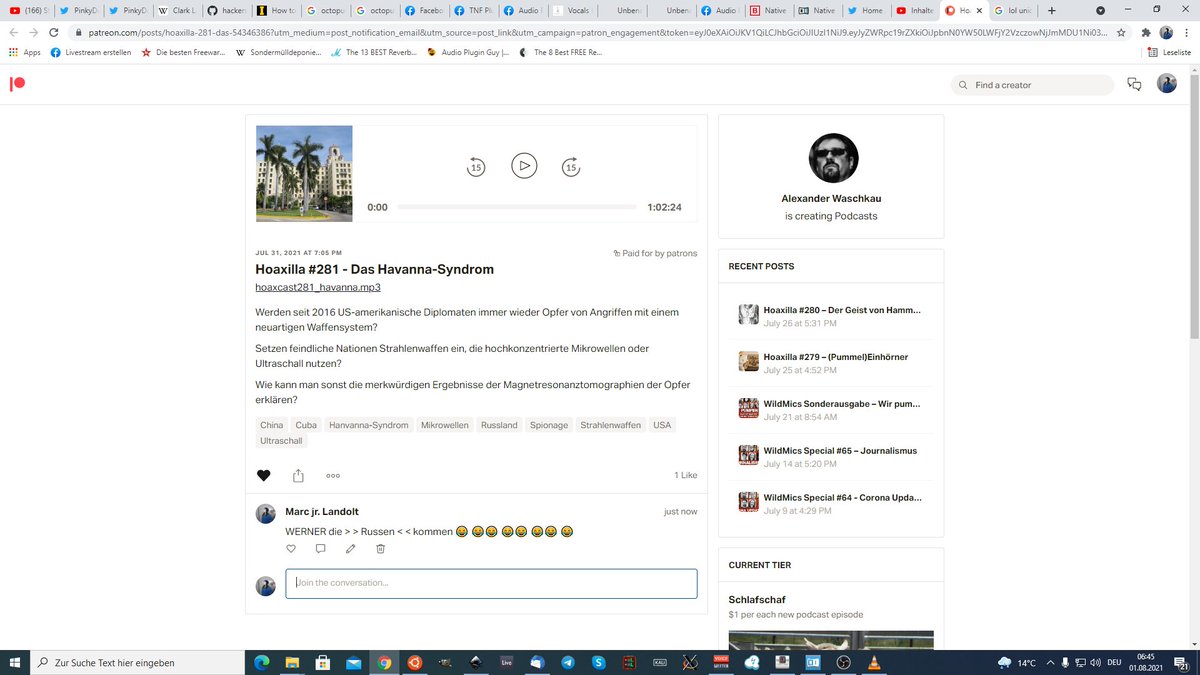 (166) S
PinkyD
PinkyD
Clark L
hackern
How to
octopu
octopu
Facebo
TNF Pl
Audio
Vocals
Unben
Unben
Audio
Native
Native
Home
Inhalte
Ho
lol unic
patreon.com/posts/hoaxilla-281-das-54346386?utm_medium=post_notification_email&utm_source=post_link&utm_campaign=patron_engagement&token=
Apps
Livestream erstellen
Die besten Freewar...
Sondermülldeponie...
The 13 BEST Reverb...
Audio Plugin Guy |...
The 8 Best FREE Re...
Leseliste
Find a creator
15
15
0:00
1:02:24
JUL 31, 2021 AT 7:05 PM
Paid for by patrons
Hoaxilla #281 - Das Havanna-Syndrom
hoaxcast281_havanna.mp3
Werden seit 2016 US-amerikanische Diplomaten immer wieder Opfer von Angriffen mit einem
neuartigen Waffensystem?
Setzen feindliche Nationen Strahlenwaffen ein, die hochkonzentrierte Mikrowellen oder
Ultraschall nutzen?
Wie kann man sonst die merkwürdigen Ergebnisse der Magnetresonanztomographien der Opfer
erklären?
China Cuba Hanvanna-Syndrom Mikrowellen Russland Spionage Strahlenwaffen USA
Ultraschall
1 Like
Marc jr. Landolt
just now
WERNER die > > Russen < < kommen 😂 😂😂 😂😂 😂😂 😂
Join the conversation...
Alexander Waschkau
is creating Podcasts
RECENT POSTS
Hoaxilla #280 – Der Geist von Hamm...
July 26 at 5:31 PM
Hoaxilla #279 – (Pummel)Einhörner
July 25 at 4:52 PM
WildMics Sonderausgabe – Wir pum...
July 21 at 8:54 AM
WildMics Special #65 – Journalismus
July 14 at 5:20 PM
WildMics Special #64 - Corona Upda...
July 9 at 4:29 PM
CURRENT TIER
Schlafschaf
$1 per each new podcast episode
Zur Suche Text hier eingeben
Live
KALI
14°C
DEU
06:45
01.08.2021
21